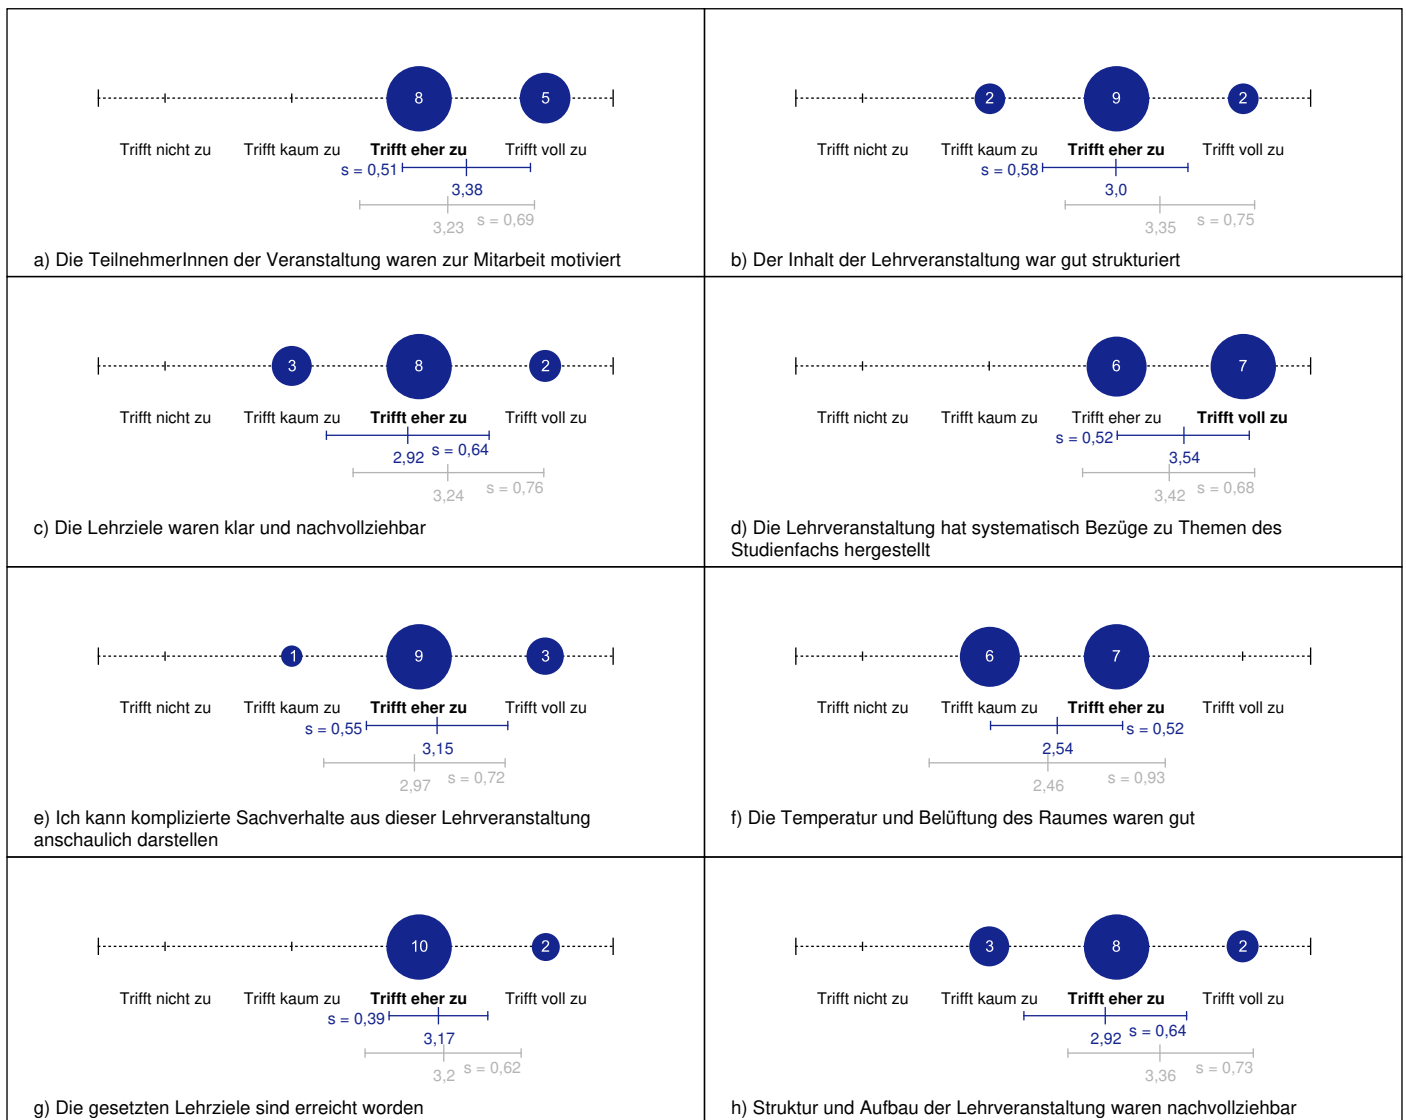 8 5
Trifft nicht zu Trifft kaum zu Trifft eher zu Trifft voll zu
s = 0,51
3,38
3,23 s = 0,69
a) Die TeilnehmerInnen der Veranstaltung waren zur Mitarbeit motiviert
2 9 2
Trifft nicht zu Trifft kaum zu Trifft eher zu Trifft voll zu
s = 0,58
3,0
3,35 s = 0,75
b) Der Inhalt der Lehrveranstaltung war gut strukturiert
3 8 2
Trifft nicht zu Trifft kaum zu Trifft eher zu Trifft voll zu
2,92 s = 0,64
3,24 s = 0,76
c) Die Lehrziele waren klar und nachvollziehbar
6 7
Trifft nicht zu Trifft kaum zu Trifft eher zu Trifft voll zu
s = 0,52
3,54
3,42 s = 0,68
d) Die Lehrveranstaltung hat systematisch Bezüge zu Themen des
Studienfachs hergestellt
1 9 3
Trifft nicht zu Trifft kaum zu Trifft eher zu Trifft voll zu
s = 0,55
3,15
2,97 s = 0,72
e) Ich kann komplizierte Sachverhalte aus dieser Lehrveranstaltung
anschaulich darstellen
6 7
Trifft nicht zu Trifft kaum zu Trifft eher zu Trifft voll zu
s = 0,52
2,54
2,46 s = 0,93
f) Die Temperatur und Belüftung des Raumes waren gut
10 2
Trifft nicht zu Trifft kaum zu Trifft eher zu Trifft voll zu
s = 0,39
3,17
3,2 s = 0,62
g) Die gesetzten Lehrziele sind erreicht worden
3 8 2
Trifft nicht zu Trifft kaum zu Trifft eher zu Trifft voll zu
2,92 s = 0,64
3,36 s = 0,73
h) Struktur und Aufbau der Lehrveranstaltung waren nachvollziehbar